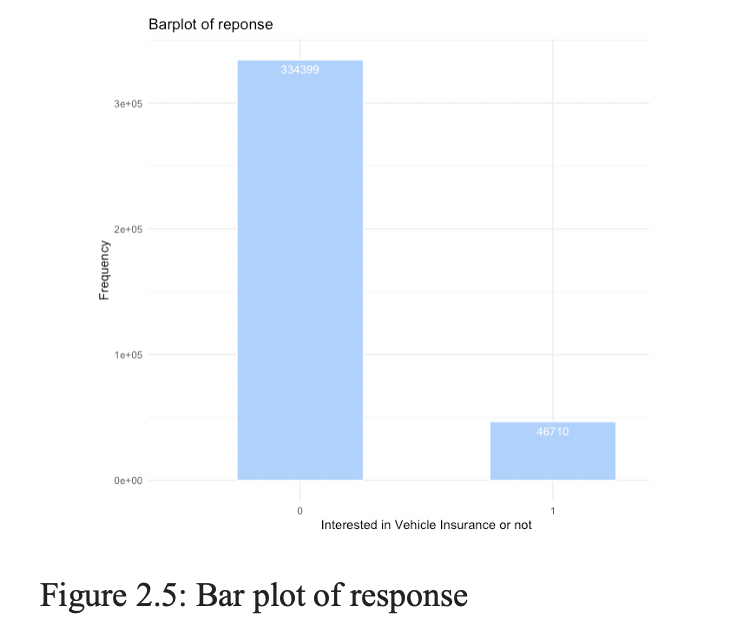 Barplot of reponse
334399
3e+05
2e+05
Frequency
1e+05
46710
0e+00
0
1
Interested in Vehicle Insurance or not
Figure 2.5: Bar plot of response